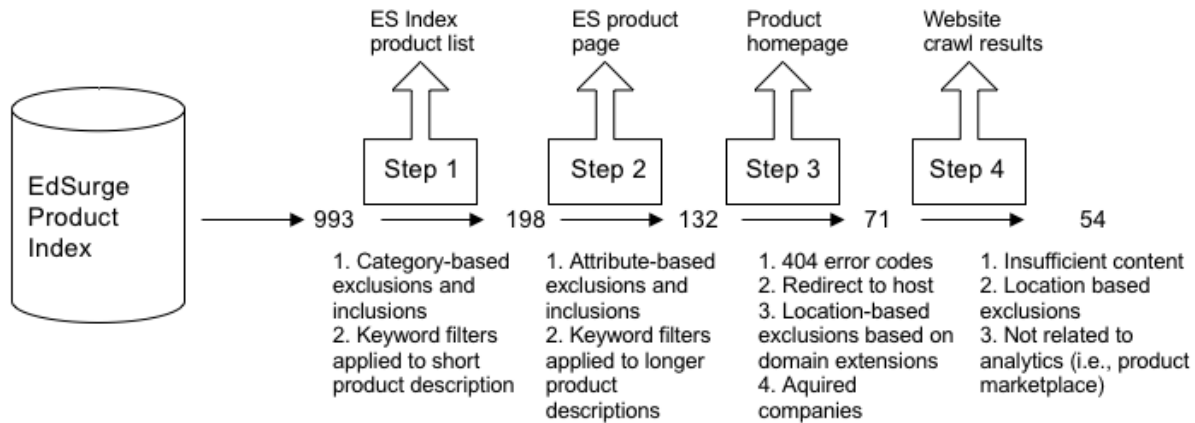 ES Index
product list
ES product
page
Product
homepage
Website
crawl results
Step 1
Step 2
Step 3
Step 4
EdSurge
Product
Index
993
198
132
71
54
1. Category-based
exclusions and
inclusions
2. Keyword filters
applied to short
product description
1. Attribute-based
exclusions and
inclusions
2. Keyword filters
applied to longer
product
descriptions
1. 404 error codes
2. Redirect to host
3. Location-based
exclusions based on
domain extensions
4. Aquired
companies
1. Insufficient content
2. Location based
exclusions
3. Not related to
analytics (i.e., product
marketplace)